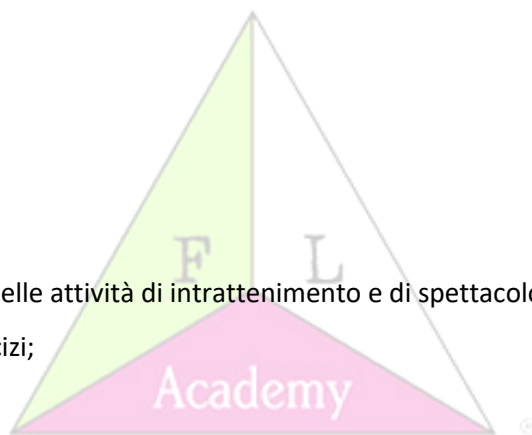 F L
elle attività di intrattenimento e di spettacolo
izi;
Academy